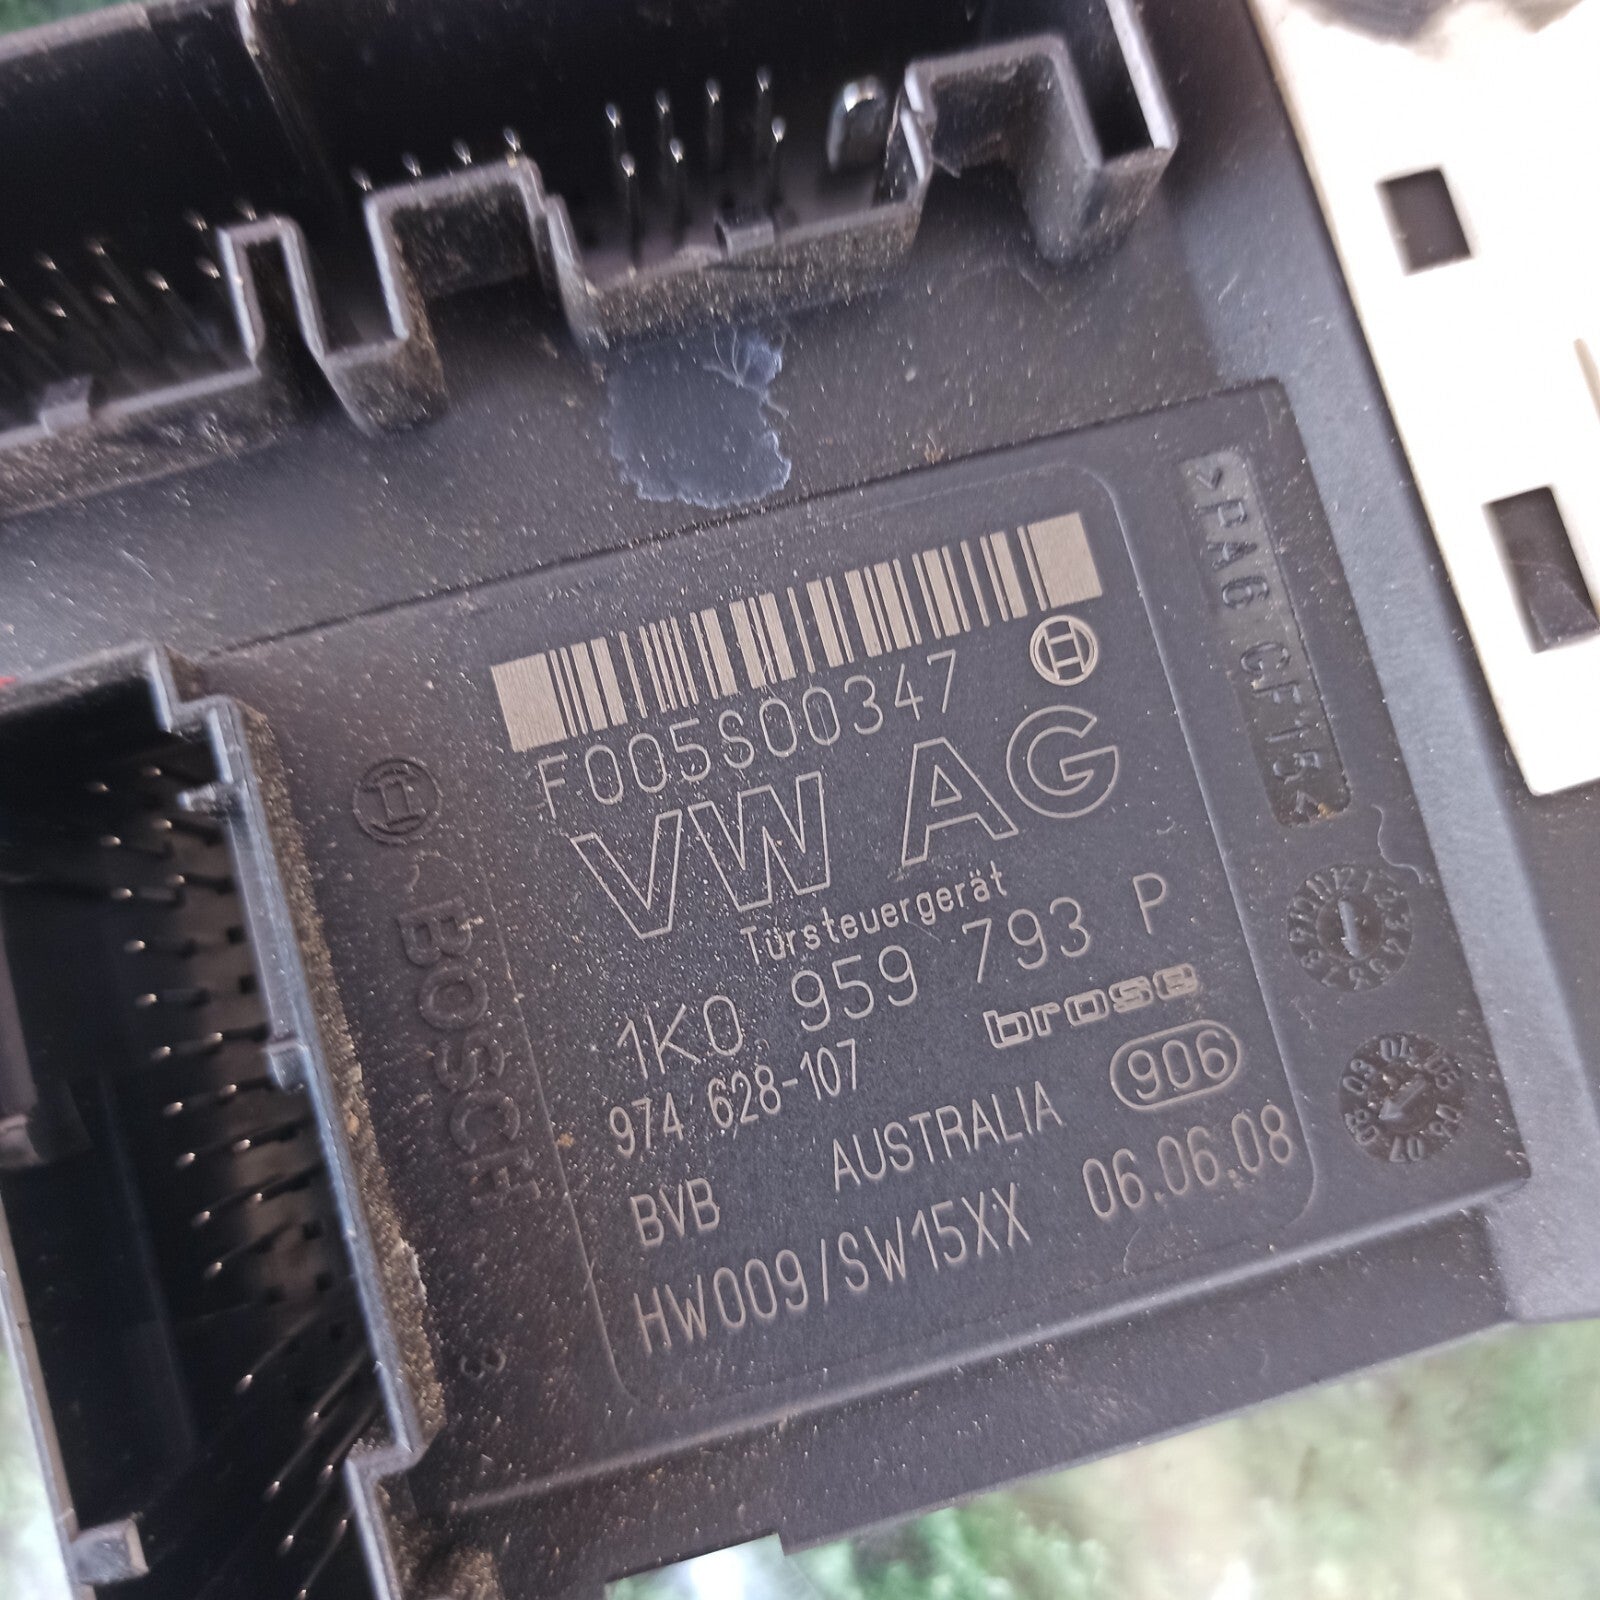 F005S00347
VW AG
Türsteuergerät
1K0 959 793 P
974 628-107
brose
BVB
AUSTRALIA
906
HW009/SW15XX
06.06.08
BOSCH
>PA6 GF15<
3